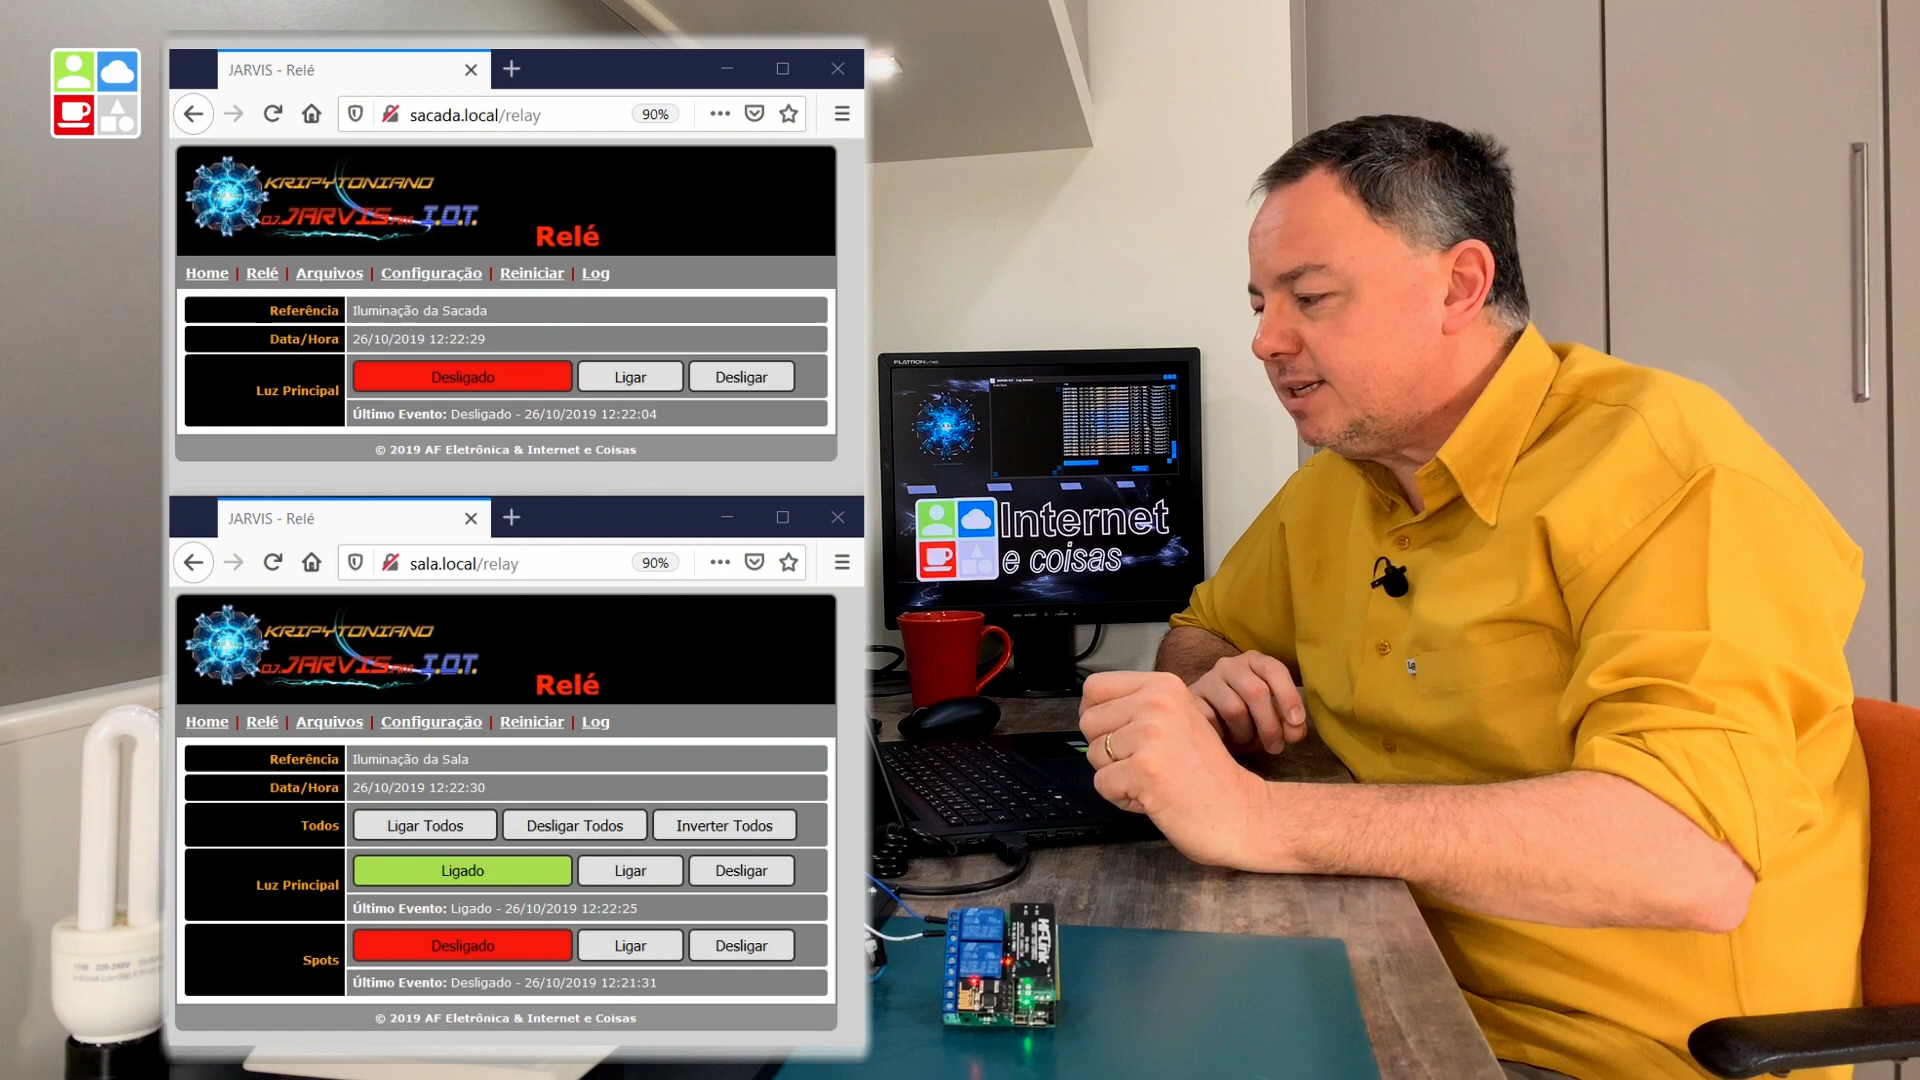 JARVIS - Relé
sacada.local/relay
90%
KRIPYTONIANO
JARVIS I.O.T.
Relé
Home | Relé | Arquivos | Configuração | Reiniciar | Log
Referência
Iluminação da Sacada
Data/Hora
26/10/2019 12:22:29
Luz Principal
Desligado
Ligar
Desligar
Último Evento: Desligado - 26/10/2019 12:22:04
© 2019 AF Eletrônica & Internet e Coisas
JARVIS - Relé
sala.local/relay
90%
KRIPYTONIANO
JARVIS I.O.T.
Relé
Home | Relé | Arquivos | Configuração | Reiniciar | Log
Referência
Iluminação da Sala
Data/Hora
26/10/2019 12:22:30
Todos
Ligar Todos
Desligar Todos
Inverter Todos
Luz Principal
Ligado
Ligar
Desligar
Último Evento: Ligado - 26/10/2019 12:22:25
Spots
Desligado
Ligar
Desligar
Último Evento: Desligado - 26/10/2019 12:21:31
© 2019 AF Eletrônica & Internet e Coisas
FLATRON
Internet
e coisas